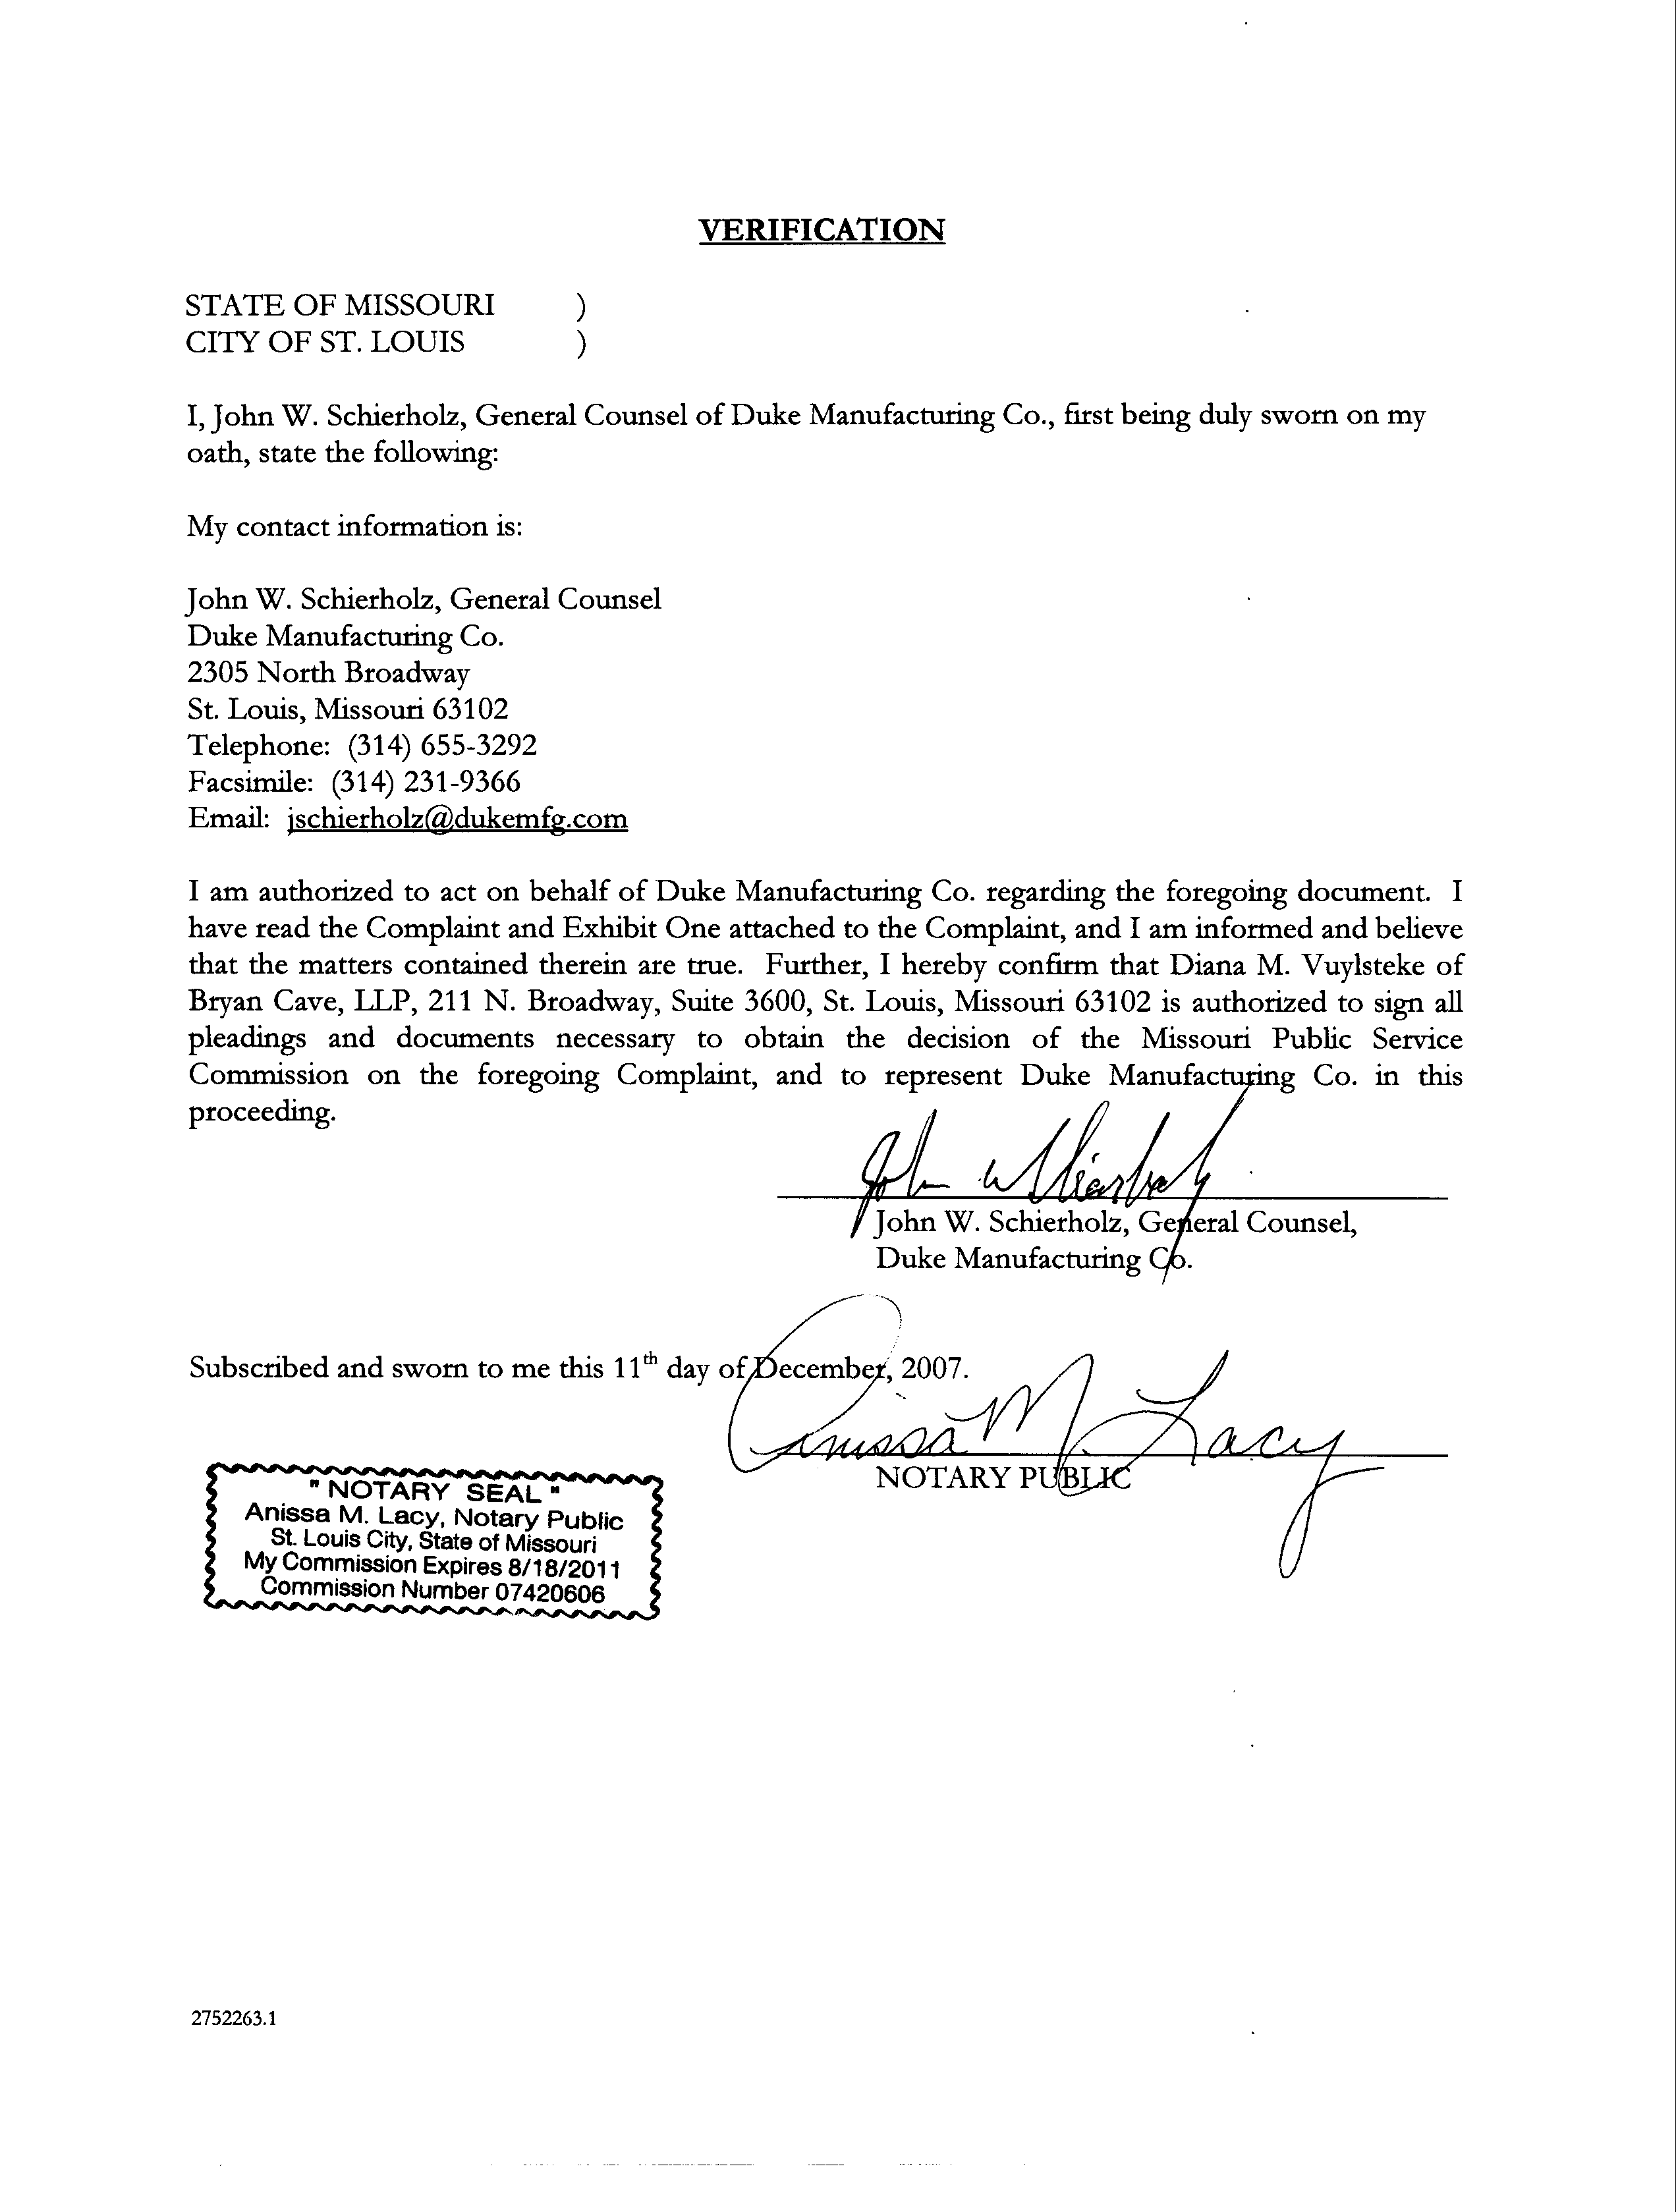 VERIFICATION
STATE OF MISSOURI )
CITY OF ST. LOUIS )
I, John W. Schierholz, General Counsel of Duke Manufacturing Co., first being duly sworn on my
oath, state the following:
My contact information is:
John W. Schierholz, General Counsel
Duke Manufacturing Co.
2305 North Broadway
St. Louis, Missouri 63102
Telephone: (314) 655-3292
Facsimile: (314) 231-9366
Email: jschierholz@dukemfg.com
I am authorized to act on behalf of Duke Manufacturing Co. regarding the foregoing document. I
have read the Complaint and Exhibit One attached to the Complaint, and I am informed and believe
that the matters contained therein are true. Further, I hereby confirm that Diana M. Vuylsteke of
Bryan Cave, LLP, 211 N. Broadway, Suite 3600, St. Louis, Missouri 63102 is authorized to sign all
pleadings and documents necessary to obtain the decision of the Missouri Public Service
Commission on the foregoing Complaint, and to represent Duke Manufacturing Co. in this
proceeding.
John W Schierholz
John W. Schierholz, General Counsel,
Duke Manufacturing Co.
Subscribed and sworn to me this 11th day of December, 2007.
Anissa M. Lacy
NOTARY PUBLIC
" NOTARY SEAL "
Anissa M. Lacy, Notary Public
St. Louis City, State of Missouri
My Commission Expires 8/18/2011
Commission Number 07420606
2752263.1